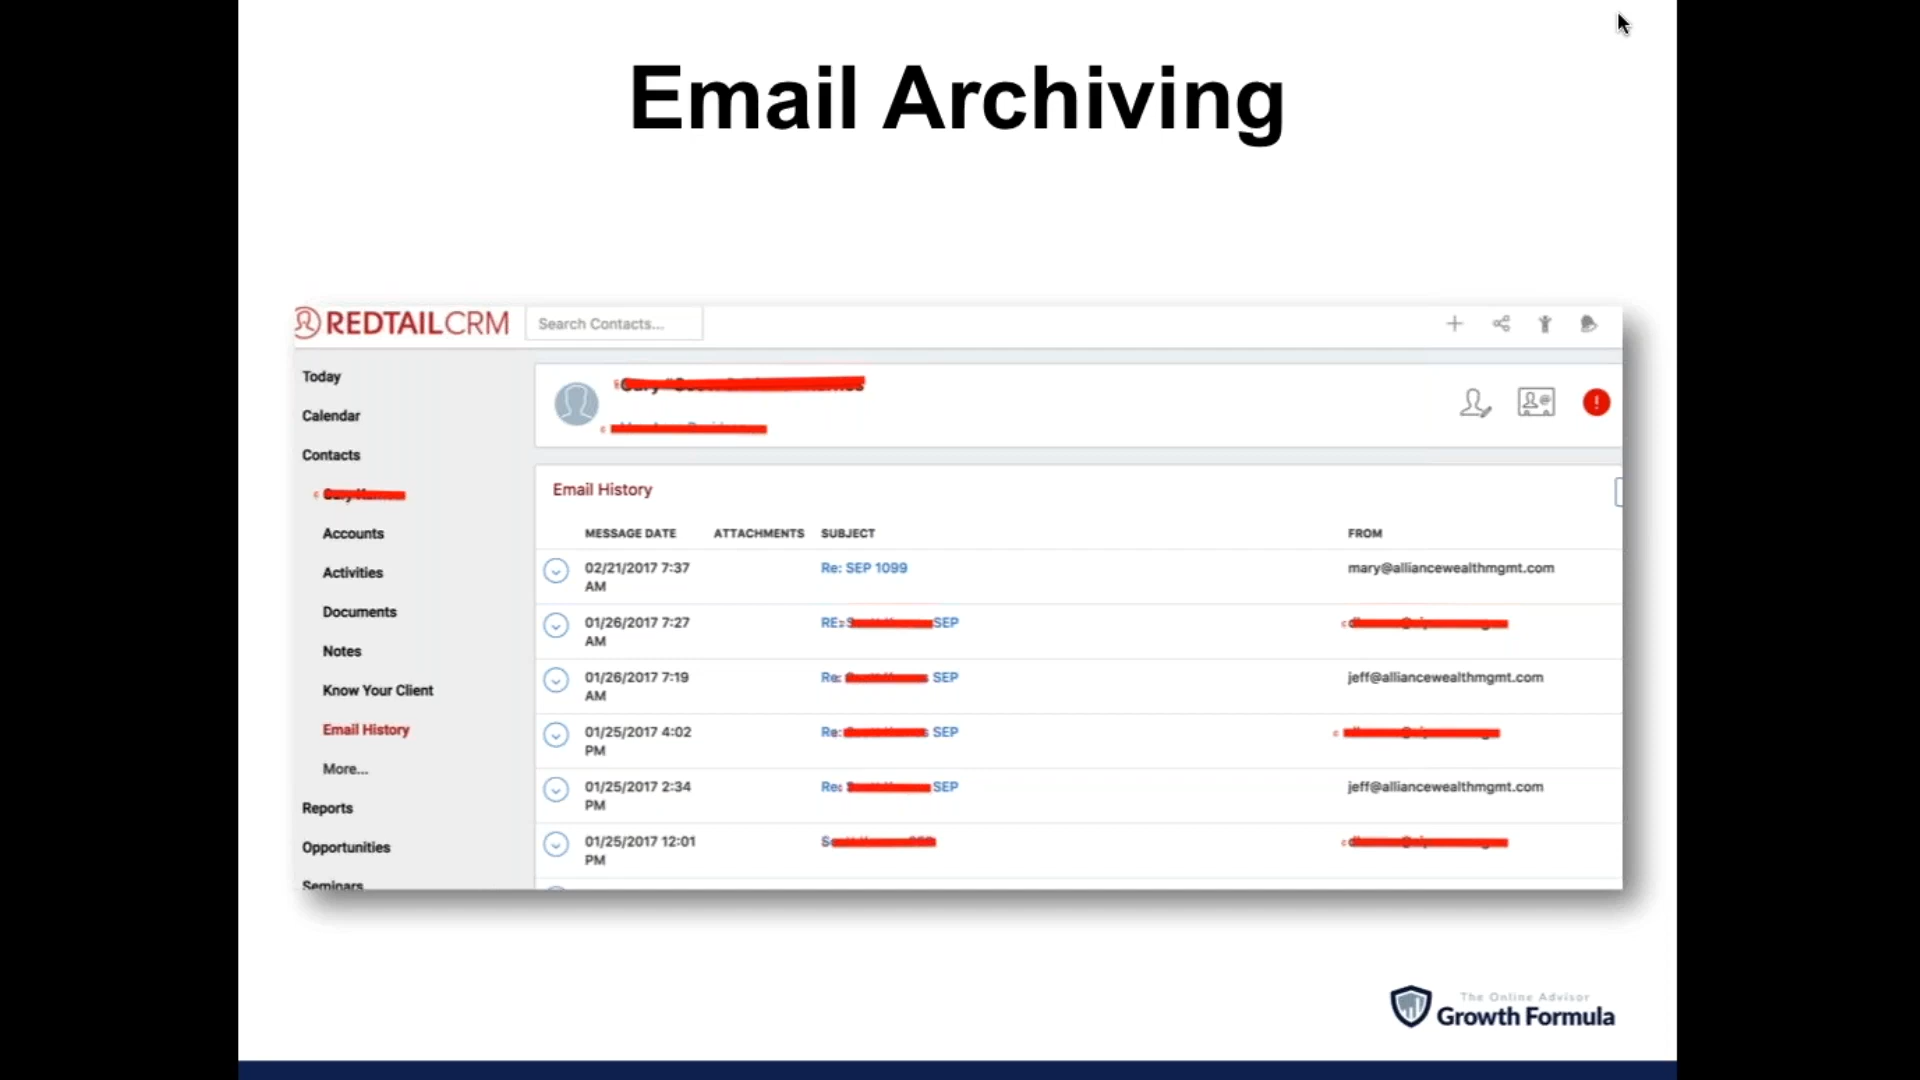 Email Archiving
REDTAILCRM
Search Contacts...
Today
Calendar
Contacts
Accounts
Activities
Documents
Notes
Know Your Client
Email History
More...
Reports
Opportunities
Seminars
Email History
MESSAGE DATE ATTACHMENTS SUBJECT FROM
02/21/2017 7:37 Re: SEP 1099 mary@alliancewealthmgmt.com
AM
01/26/2017 7:27 RE: SEP
AM
01/26/2017 7:19 Re: SEP jeff@alliancewealthmgmt.com
AM
01/25/2017 4:02 Re: SEP
PM
01/25/2017 2:34 Re: SEP jeff@alliancewealthmgmt.com
PM
01/25/2017 12:01
PM
The Online Advisor
Growth Formula